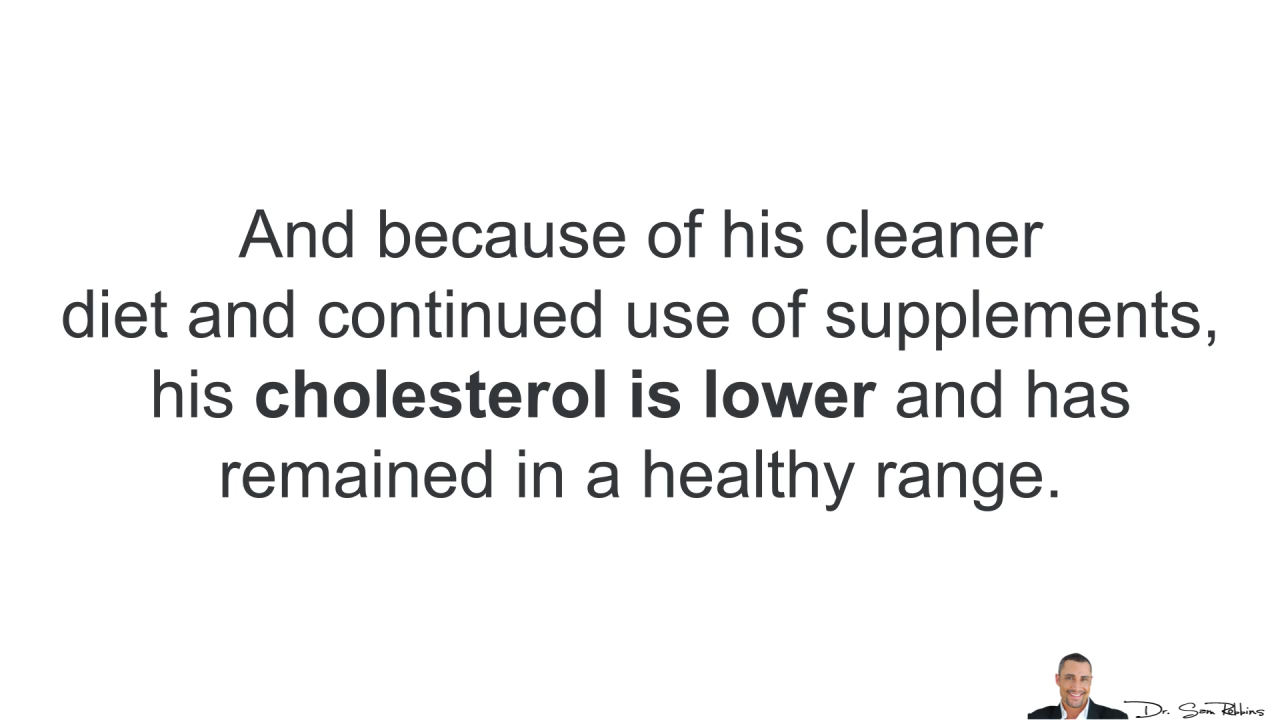 And because of his cleaner
diet and continued use of supplements,
his cholesterol is lower and has
remained in a healthy range.
Dr. Sam Robbins